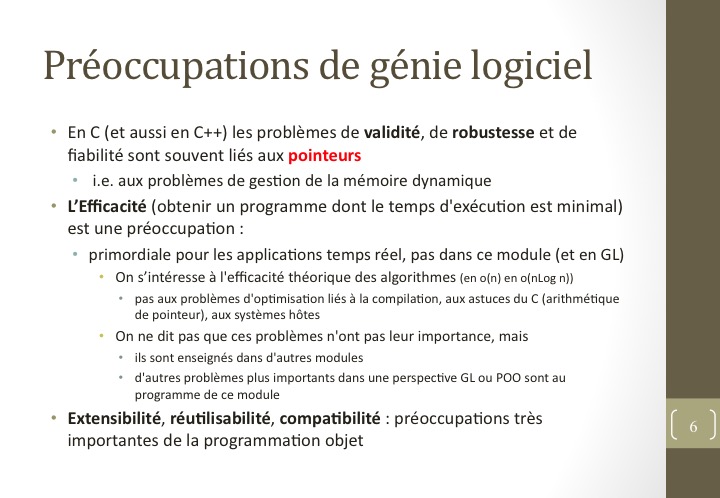 Préoccupations de génie logiciel
• En C (et aussi en C++) les problèmes de validité, de robustesse et de
fiabilité sont souvent liés aux pointeurs
• i.e. aux problèmes de gestion de la mémoire dynamique
• L’Efficacité (obtenir un programme dont le temps d'exécution est minimal)
est une préoccupation :
• primordiale pour les applications temps réel, pas dans ce module (et en GL)
• On s’intéresse à l'efficacité théorique des algorithmes (en o(n) en o(nLog n))
• pas aux problèmes d'optimisation liés à la compilation, aux astuces du C (arithmétique
de pointeur), aux systèmes hôtes
• On ne dit pas que ces problèmes n'ont pas leur importance, mais
• ils sont enseignés dans d'autres modules
• d'autres problèmes plus importants dans une perspective GL ou POO sont au
programme de ce module
• Extensibilité, réutilisabilité, compatibilité : préoccupations très
importantes de la programmation objet
6